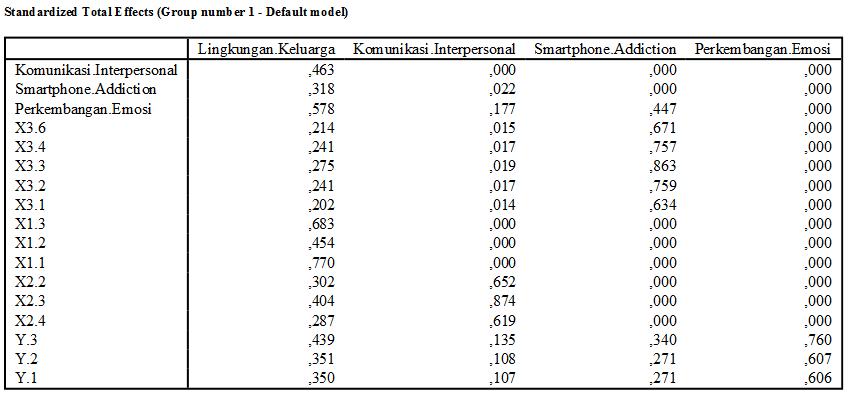 Standardized Total Effects (Group number 1 - Default model)
Lingkungan.Keluarga Komunikasi.Interpersonal Smartphone.Addiction Perkembangan.Emosi
Komunikasi.Interpersonal ,463 ,000 ,000 ,000
Smartphone.Addiction ,318 ,022 ,000 ,000
Perkembangan.Emosi ,578 ,177 ,447 ,000
X3.6 ,214 ,015 ,671 ,000
X3.4 ,241 ,017 ,757 ,000
X3.3 ,275 ,019 ,863 ,000
X3.2 ,241 ,017 ,759 ,000
X3.1 ,202 ,014 ,634 ,000
X1.3 ,683 ,000 ,000 ,000
X1.2 ,454 ,000 ,000 ,000
X1.1 ,770 ,000 ,000 ,000
X2.2 ,302 ,652 ,000 ,000
X2.3 ,404 ,874 ,000 ,000
X2.4 ,287 ,619 ,000 ,000
Y.3 ,439 ,135 ,340 ,760
Y.2 ,351 ,108 ,271 ,607
Y.1 ,350 ,107 ,271 ,606